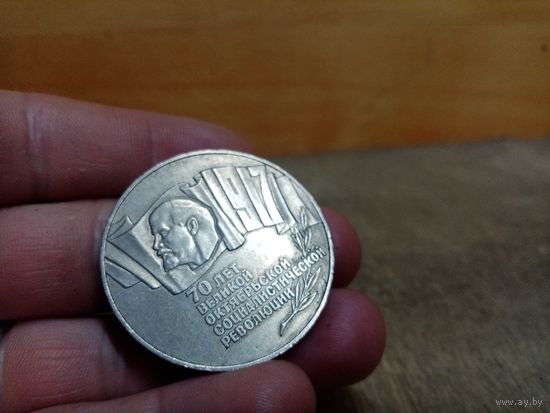 1917
70 ЛЕТ
ВЕЛИКОЙ
ОКТЯБРЬСКОЙ
СОЦИАЛИСТИЧЕСКОЙ
РЕВОЛЮЦИИ
www.ay.by